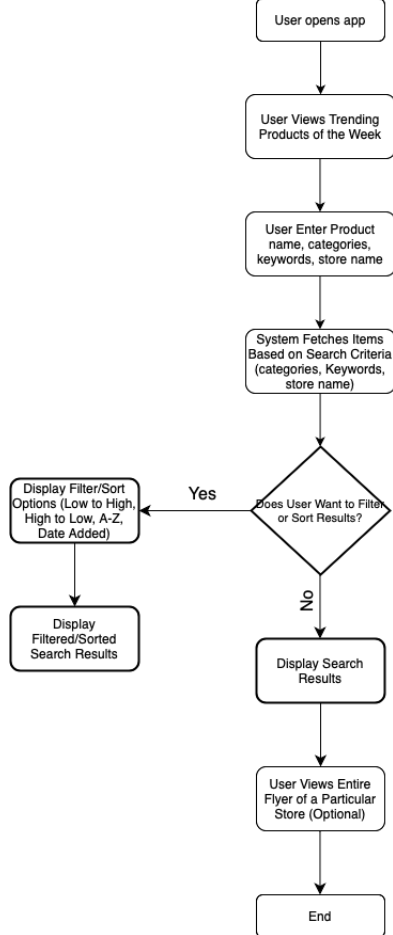 User opens app
User Views Trending
Products of the Week
User Enter Product
name, categories,
keywords, store name
System Fetches Items
Based on Search Criteria
(categories, Keywords,
store name)
Does User Want to Filter
or Sort Results?
Yes
Display Filter/Sort
Options (Low to High,
High to Low, A-Z,
Date Added)
Display
Filtered/Sorted
Search Results
No
Display Search
Results
User Views Entire
Flyer of a Particular
Store (Optional)
End